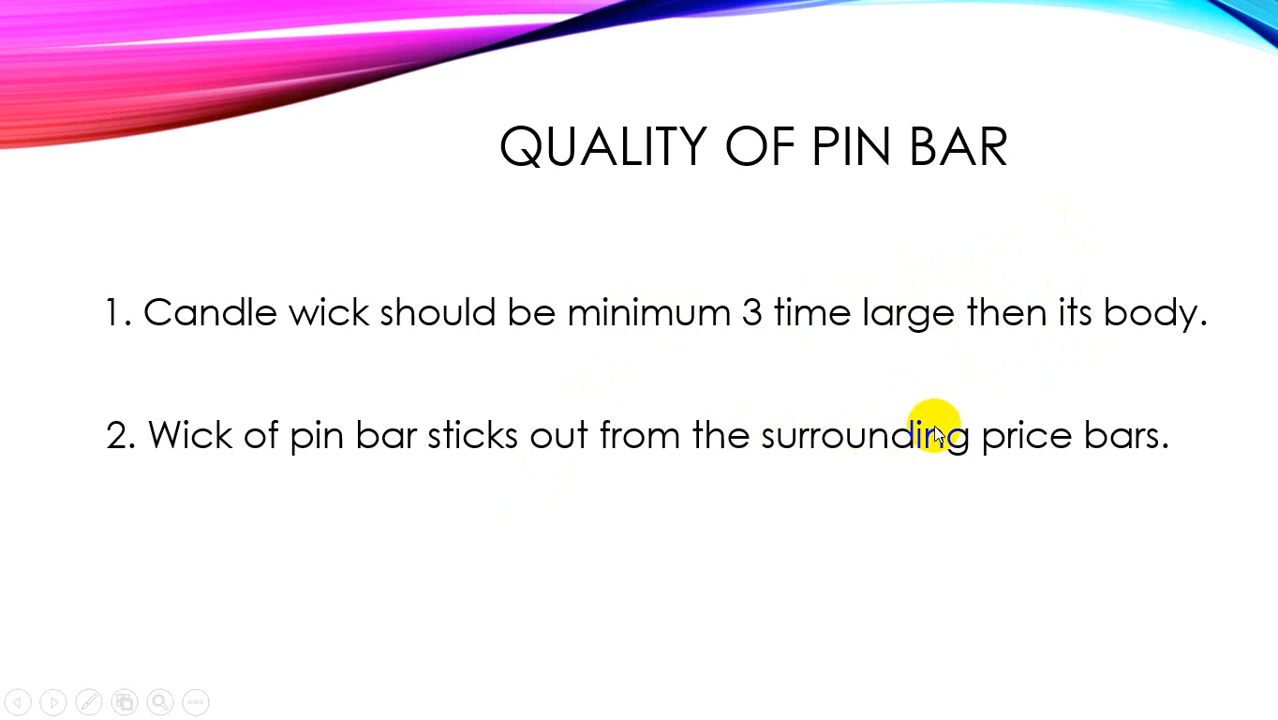 QUALITY OF PIN BAR
1. Candle wick should be minimum 3 time large then its body.
2. Wick of pin bar sticks out from the surrounding price bars.